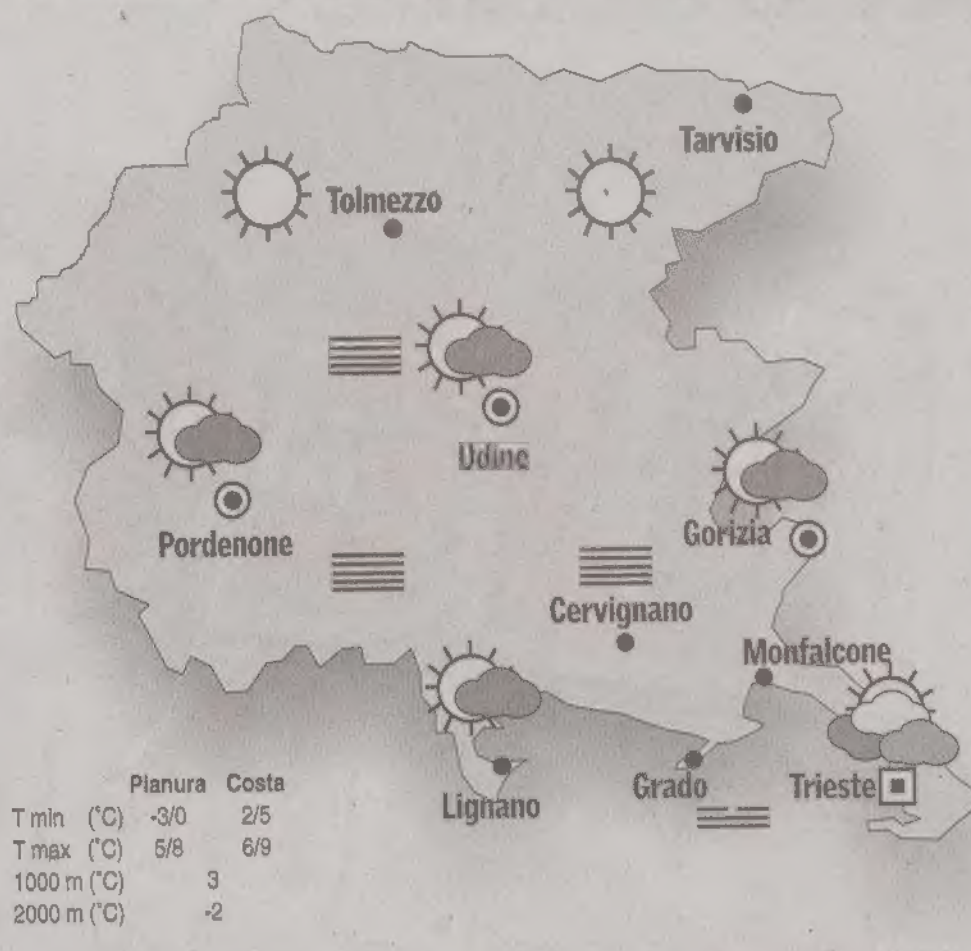 Tarvisio
Tolmezzo
Udine
Pordenone
Gorizia
Cervignano
Monfalcone
Lignano
Grado
Trieste
Pianura Costa
T min (°C) -3/0 2/5
T max (°C) 5/8 6/9
1000 m (°C) 3
2000 m (°C) -2